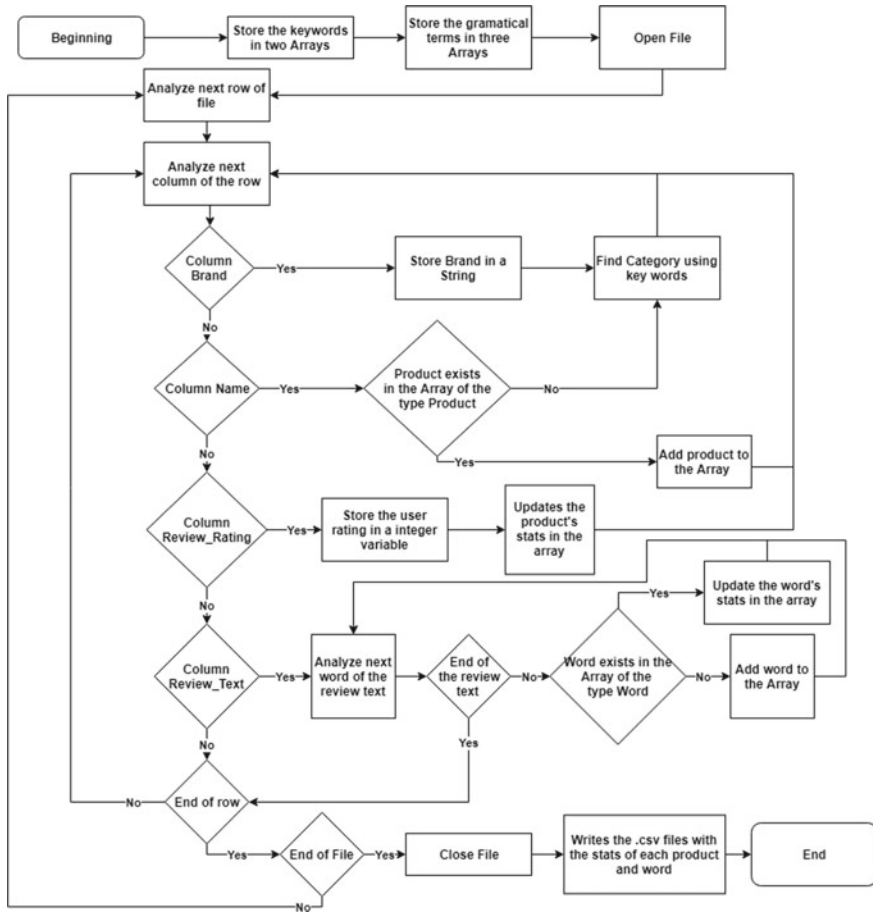 Beginning
Store the keywords
in two Arrays
Store the gramatical
terms in three
Arrays
Open File
Analyze next row of
file
Analyze next
column of the row
Column
Brand
Yes
Store Brand in a
String
Find Category using
key words
No
Column Name
Yes
Product exists
in the Array of the
type Product
No
Yes
Add product to
the Array
No
Column
Review_Rating
Yes
Store the user
rating in a integer
variable
Updates the
product's
stats in the
array
No
Column
Review_Text
Yes
Analyze next
word of the
review text
End of
the review
text
No
Word exists in the
Array of the
type Word
Yes
Update the word's
stats in the array
No
Add word to
the Array
Yes
No
End of row
No
Yes
End of File
Yes
Close File
Writes the .csv files with
the stats of each product
and word
End
No